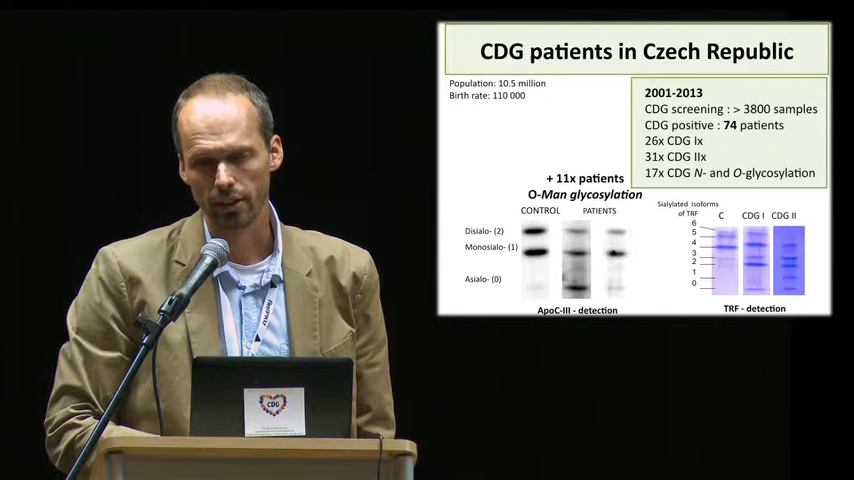 CDG patients in Czech Republic
Population: 10.5 million
Birth rate: 110 000
2001-2013
CDG screening : > 3800 samples
CDG positive : 74 patients
26x CDG Ix
31x CDG IIx
17x CDG N- and O-glycosylation
+ 11x patients
O-Man glycosylation
CONTROL PATIENTS
Disialo- (2)
Monosialo- (1)
Asialo- (0)
ApoC-III - detection
Sialylated isoforms
of TRF
C CDG I CDG II
6
5
4
3
2
1
0
TRF - detection
CDG